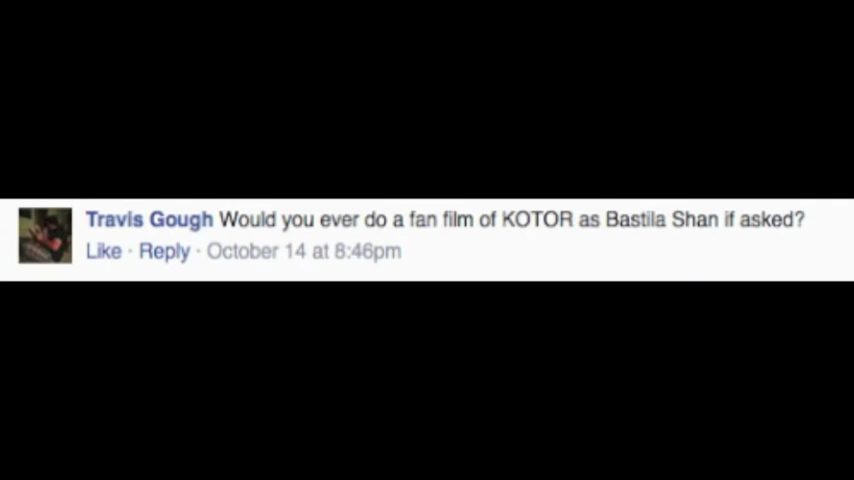 Travis Gough Would you ever do a fan film of KOTOR as Bastila Shan if asked?
Like · Reply · October 14 at 8:46pm